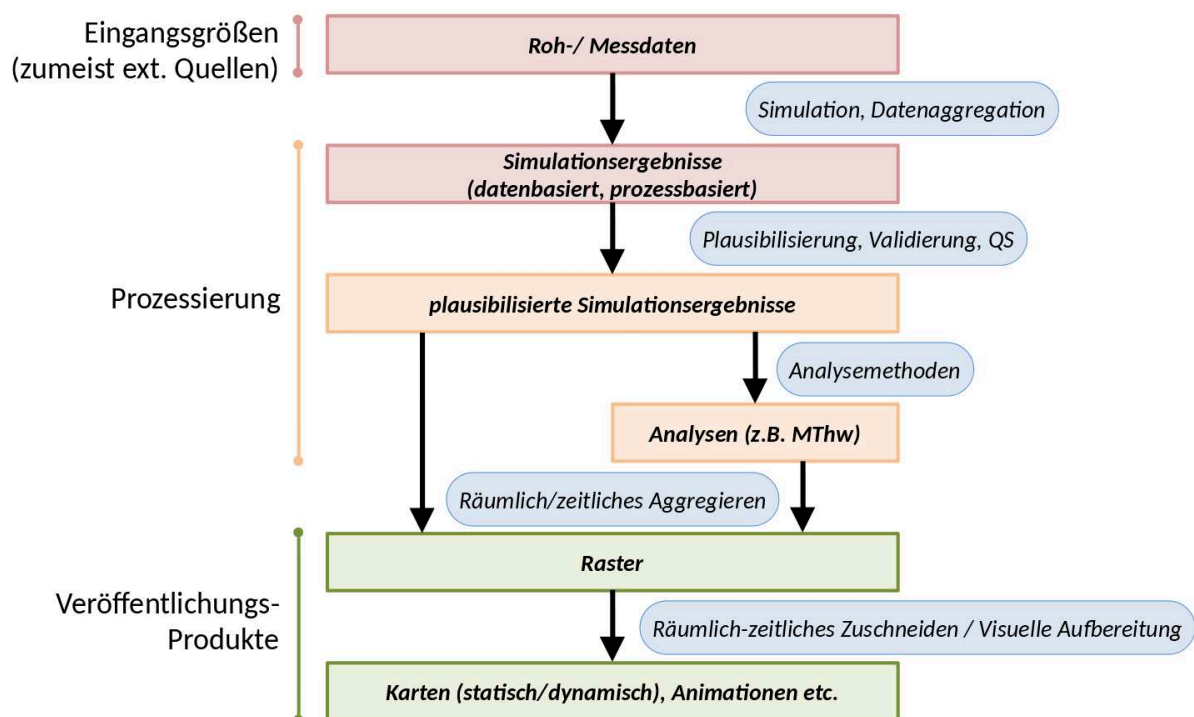 Eingangsgrößen
(zumeist ext. Quellen)
Roh-/ Messdaten
Simulation, Datenaggregation
Simulationsergebnisse
(datenbasiert, prozessbasiert)
Plausibilisierung, Validierung, QS
Prozessierung
plausibilisierte Simulationsergebnisse
Analysemethoden
Analysen (z.B. MThw)
Räumlich/zeitliches Aggregieren
Raster
Veröffentlichungs-
Produkte
Räumlich-zeitliches Zuschneiden / Visuelle Aufbereitung
Karten (statisch/dynamisch), Animationen etc.